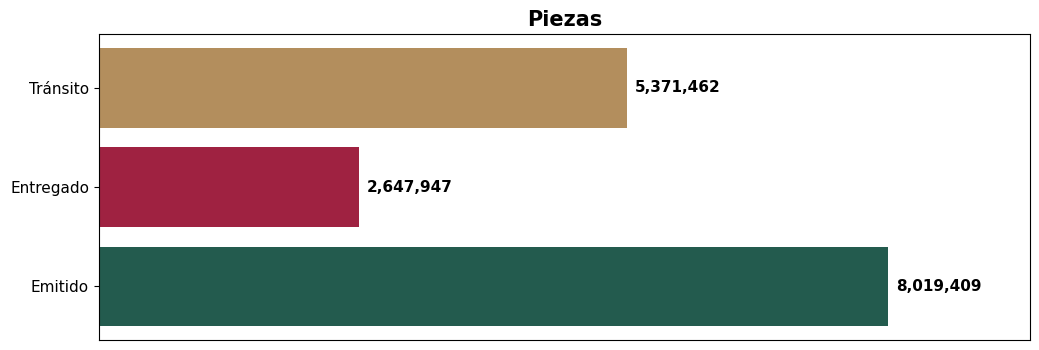 Piezas
Tránsito 5,371,462
Entregado 2,647,947
Emitido 8,019,409